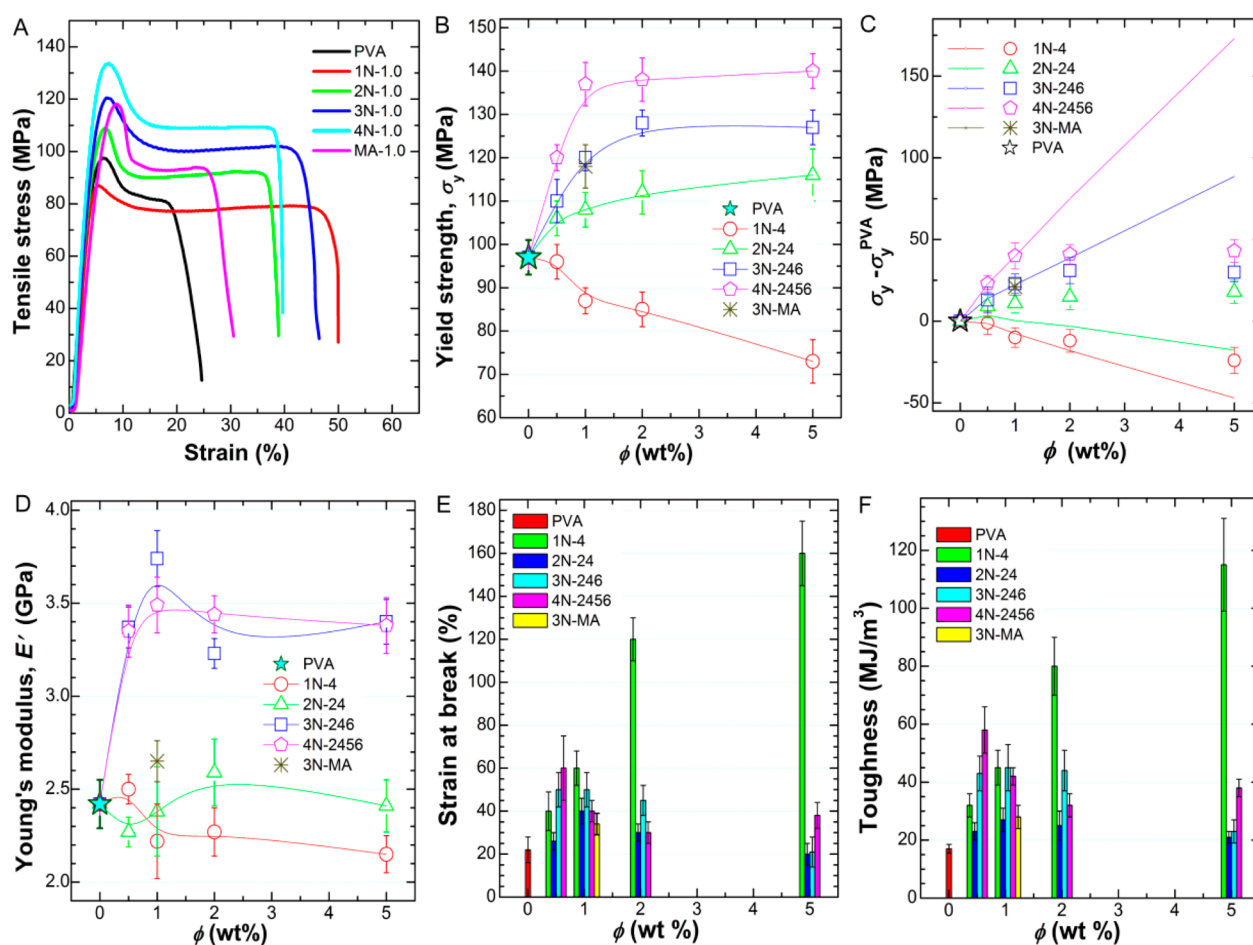 A
Tensile stress (MPa)
140
120
100
80
60
40
20
0
0 10 20 30 40 50 60
Strain (%)
PVA
1N-1.0
2N-1.0
3N-1.0
4N-1.0
MA-1.0
B
Yield strength, σy (MPa)
150
140
130
120
110
100
90
80
70
60
0 1 2 3 4 5
ϕ (wt%)
PVA
1N-4
2N-24
3N-246
4N-2456
3N-MA
C
σy -σyPVA (MPa)
150
100
50
0
-50
0 1 2 3 4 5
ϕ (wt%)
1N-4
2N-24
3N-246
4N-2456
3N-MA
PVA
D
Young's modulus, E′ (GPa)
4.0
3.5
3.0
2.5
2.0
0 1 2 3 4 5
ϕ (wt%)
PVA
1N-4
2N-24
3N-246
4N-2456
3N-MA
E
Strain at break (%)
180
160
140
120
100
80
60
40
20
0
0 1 2 3 4 5
ϕ (wt %)
PVA
1N-4
2N-24
3N-246
4N-2456
3N-MA
F
Toughness (MJ/m³)
120
100
80
60
40
20
0
0 1 2 3 4 5
ϕ (wt %)
PVA
1N-4
2N-24
3N-246
4N-2456
3N-MA